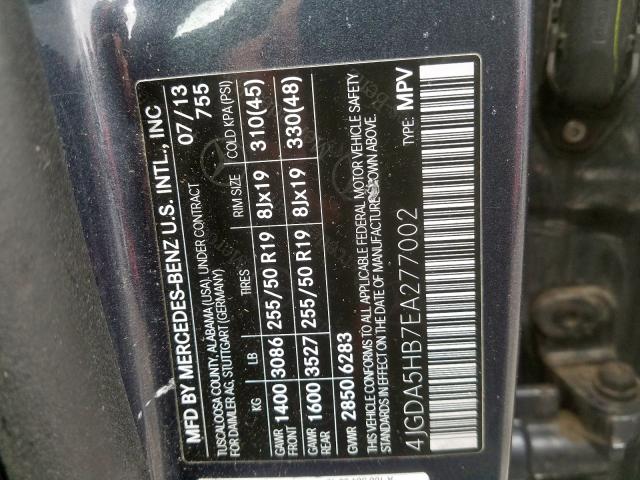 MFD BY MERCEDES-BENZ U.S. INTL., INC
TUSCALOOSA COUNTY, ALABAMA (USA), UNDER CONTRACT 07/13
FOR DAIMLER AG, STUTTGART (GERMANY) 755
KG LB TIRES RIM SIZE COLD KPA (PSI)
GAWR FRONT 1400 3086 255/50 R19 8Jx19 310(45)
GAWR REAR 1600 3527 255/50 R19 8Jx19 330(48)
GVWR 2850 6283
THIS VEHICLE CONFORMS TO ALL APPLICABLE FEDERAL MOTOR VEHICLE SAFETY
STANDARDS IN EFFECT ON THE DATE OF MANUFACTURE SHOWN ABOVE.
4JGDA5HB7EA277002 TYPE: MPV